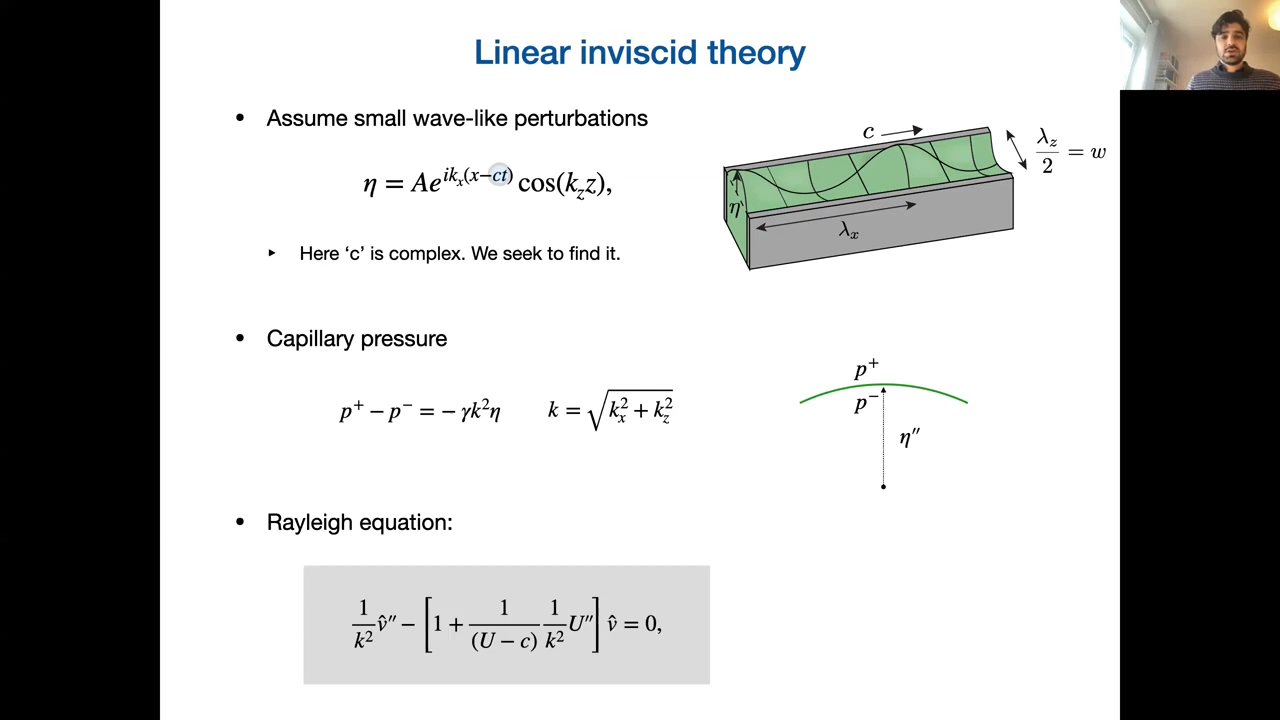 Linear inviscid theory
• Assume small wave-like perturbations
η = Ae^{ik_x(x−ct)} cos(k_z z),
‣ Here ‘c’ is complex. We seek to find it.
c
λ_z/2 = w
η
λ_x
• Capillary pressure
p⁺ − p⁻ = − γk²η k = √(k_x² + k_z²)
p⁺
p⁻
η″
• Rayleigh equation:
1/k² v̂″ − [1 + 1/(U − c) 1/k² U″] v̂ = 0,